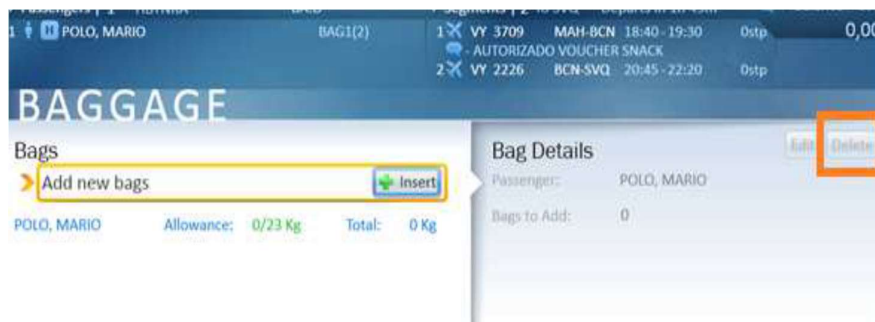 1 POLO, MARIO BAG1(2) 1 VY 3709 MAH-BCN 18:40 - 19:30 0stp 0,00
- AUTORIZADO VOUCHER SNACK
2 VY 2226 BCN-SVQ 20:45 - 22:20 0stp
BAGGAGE
Bags
Add new bags Insert
POLO, MARIO Allowance: 0/23 Kg Total: 0 Kg
Bag Details Edit Delete
Passenger: POLO, MARIO
Bags to Add: 0